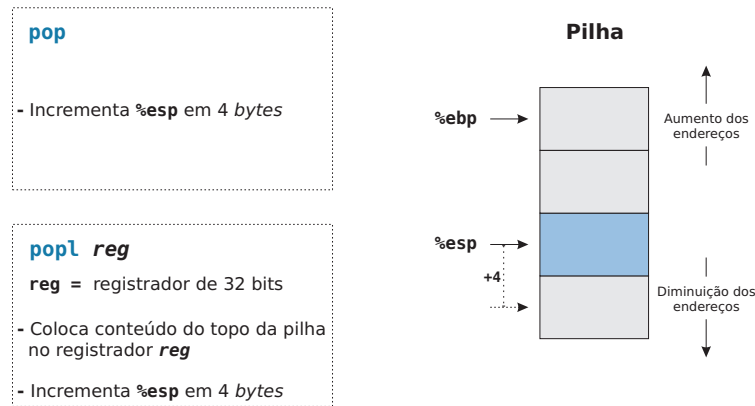 pop
- Incrementa %esp em 4 bytes
popl reg
reg = registrador de 32 bits
- Coloca conteúdo do topo da pilha
no registrador reg
- Incrementa %esp em 4 bytes
Pilha
%ebp
%esp
+4
Aumento dos
endereços
Diminuição dos
endereços